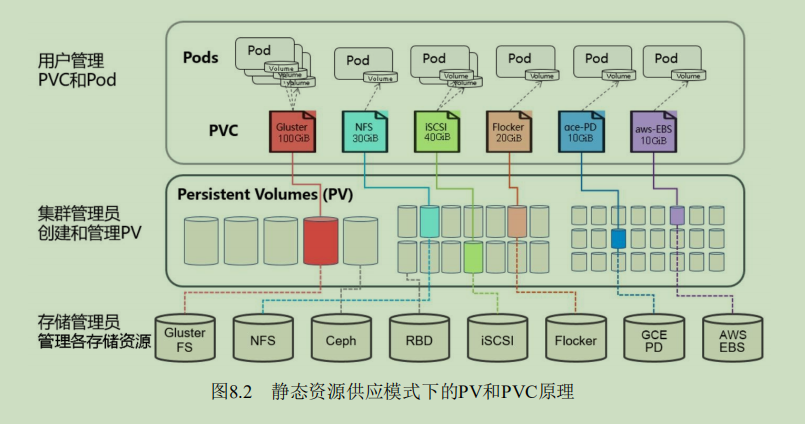 用户管理
PVC和Pod
Pods
Pod
Volume
Volume
Volume
Pod
Volume
Pod
Volume
Volume
Pod
Volume
Pod
Volume
Pod
Volume
PVC
Gluster
100GiB
NFS
30GiB
iSCSI
40GiB
Flocker
20GiB
gce-PD
10GiB
aws-EBS
10GiB
集群管理员
创建和管理PV
Persistent Volumes (PV)
存储管理员
管理各存储资源
Gluster
FS
NFS
Ceph
RBD
iSCSI
Flocker
GCE
PD
AWS
EBS
图8.2 静态资源供应模式下的PV和PVC原理